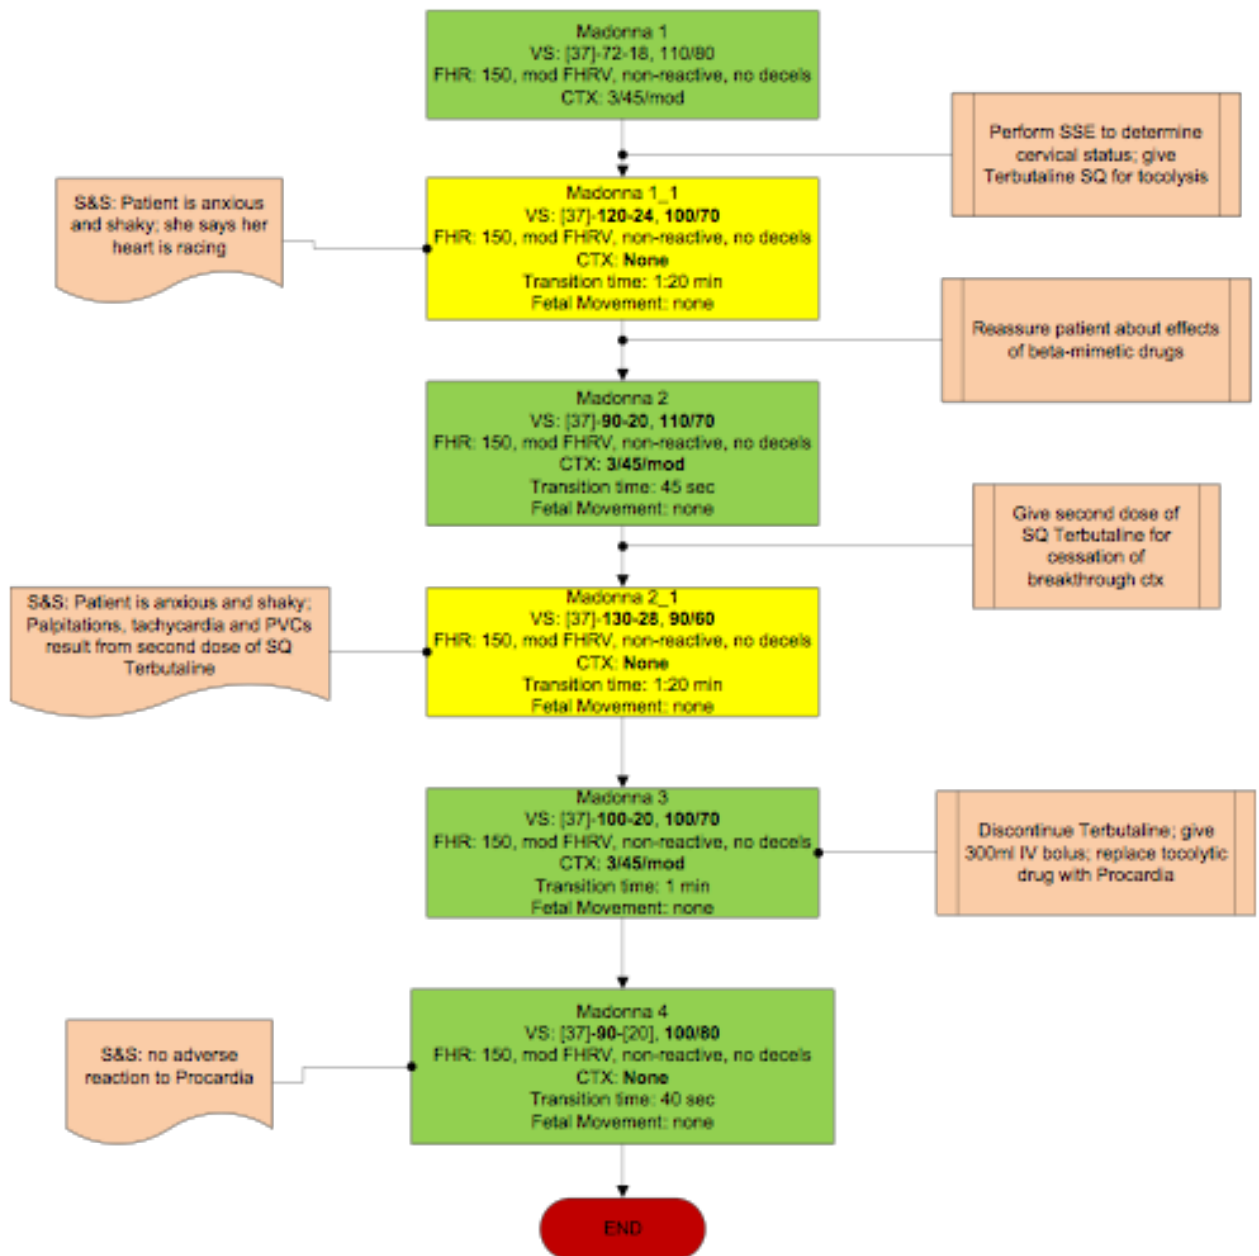 Madonna 1
VS: [37]-72-18, 110/80
FHR: 150, mod FHRV, non-reactive, no decels
CTX: 3/45/mod
Perform SSE to determine
cervical status; give
Terbutaline SQ for tocolysis
S&S: Patient is anxious
and shaky; she says her
heart is racing
Madonna 1_1
VS: [37]-120-24, 100/70
FHR: 150, mod FHRV, non-reactive, no decels
CTX: None
Transition time: 1:20 min
Fetal Movement: none
Reassure patient about effects
of beta-mimetic drugs
Madonna 2
VS: [37]-90-20, 110/70
FHR: 150, mod FHRV, non-reactive, no decels
CTX: 3/45/mod
Transition time: 45 sec
Fetal Movement: none
Give second dose of
SQ Terbutaline for
cessation of
breakthrough ctx
S&S: Patient is anxious and shaky;
Palpitations, tachycardia and PVCs
result from second dose of SQ
Terbutaline
Madonna 2_1
VS: [37]-130-28, 90/60
FHR: 150, mod FHRV, non-reactive, no decels
CTX: None
Transition time: 1:20 min
Fetal Movement: none
Madonna 3
VS: [37]-100-20, 100/70
FHR: 150, mod FHRV, non-reactive, no decels
CTX: 3/45/mod
Transition time: 1 min
Fetal Movement: none
Discontinue Terbutaline; give
300ml IV bolus; replace tocolytic
drug with Procardia
Madonna 4
VS: [37]-90-[20], 100/80
FHR: 150, mod FHRV, non-reactive, no decels
CTX: None
Transition time: 40 sec
Fetal Movement: none
S&S: no adverse
reaction to Procardia
END